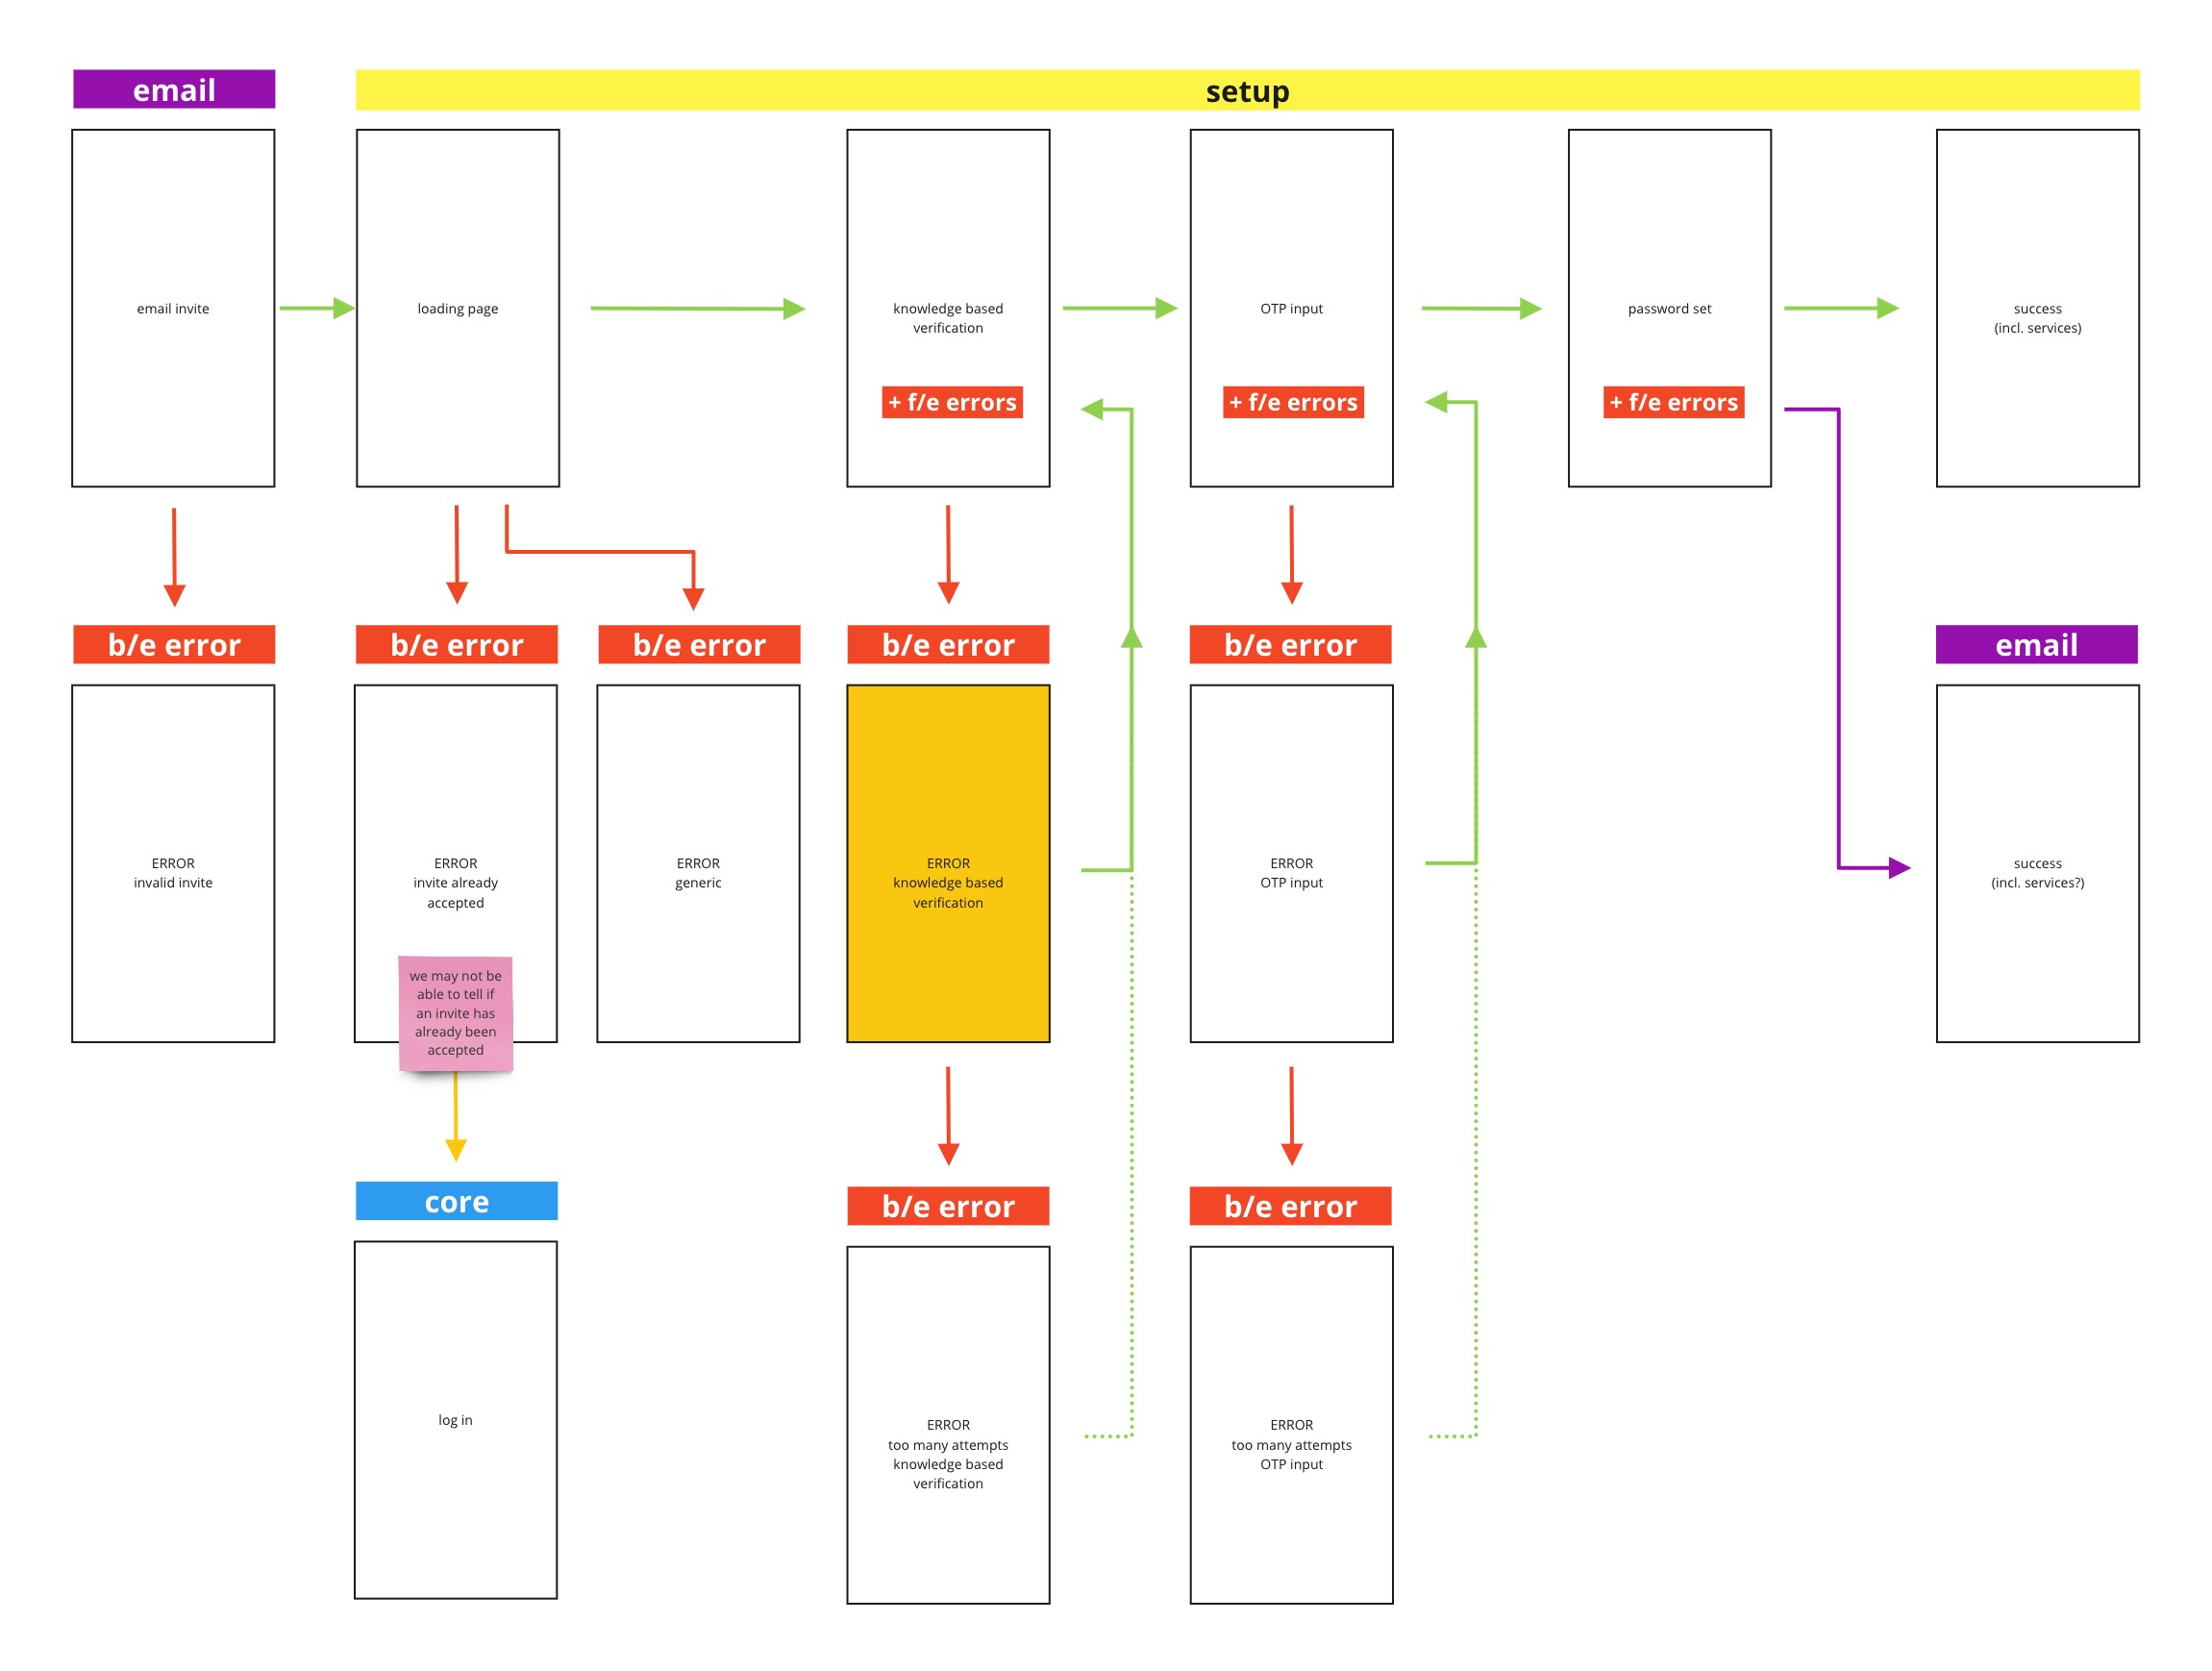 email
setup
email invite
loading page
knowledge based
verification
+ f/e errors
OTP input
+ f/e errors
password set
+ f/e errors
success
(incl. services)
b/e error
b/e error
b/e error
b/e error
b/e error
email
ERROR
invalid invite
ERROR
invite already
accepted
we may not be
able to tell if
an invite has
already been
accepted
ERROR
generic
ERROR
knowledge based
verification
ERROR
OTP input
success
(incl. services?)
core
b/e error
b/e error
log in
ERROR
too many attempts
knowledge based
verification
ERROR
too many attempts
OTP input